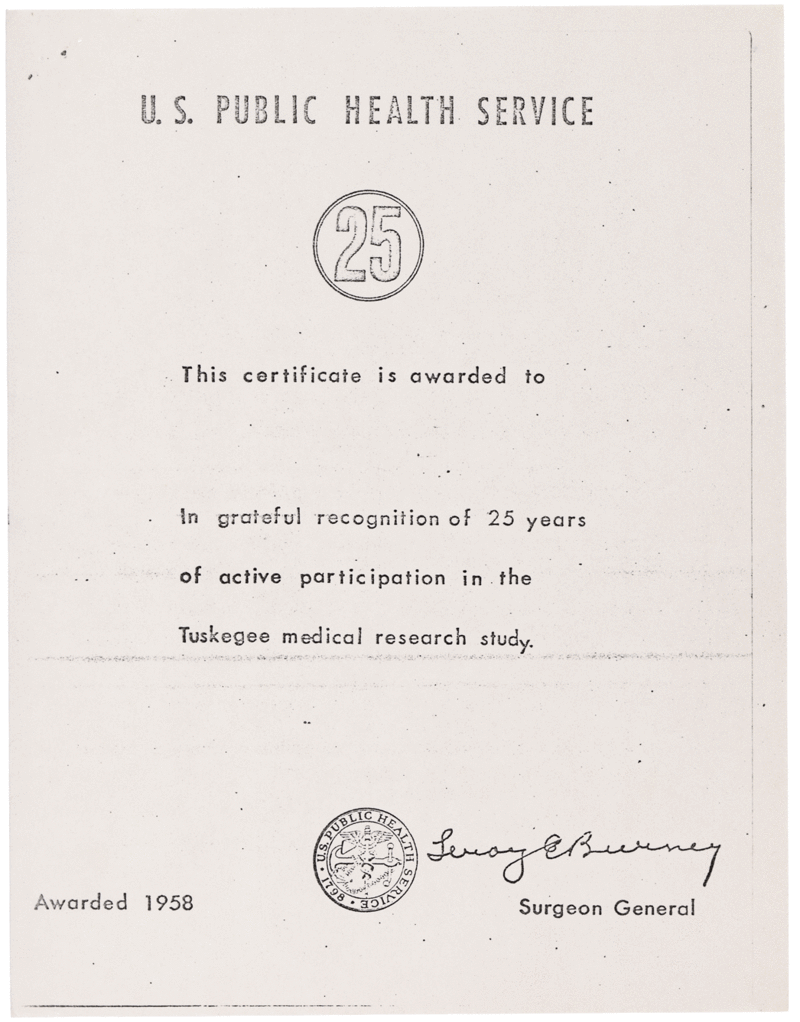 U. S. PUBLIC HEALTH SERVICE
25
This certificate is awarded to
In grateful recognition of 25 years
of active participation in the
Tuskegee medical research study.
U.S. PUBLIC HEALTH SERVICE • 1798 •
Leroy E Burney
Awarded 1958
Surgeon General